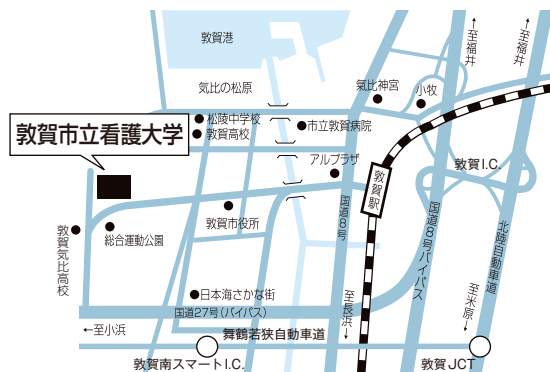 敦賀港
←至福井
←至福井
気比の松原
氣比神宮
小牧
松陵中学校
敦賀高校
市立敦賀病院
敦賀市立看護大学
アルプラザ
敦賀I.C.
敦賀駅
敦賀市役所
総合運動公園
敦賀気比高校
国道8号
国道8号バイパス
北陸自動車道
日本海さかな街
国道27号(バイパス)
至長浜→
至米原→
←至小浜
舞鶴若狭自動車道
敦賀南スマートI.C.
敦賀JCT